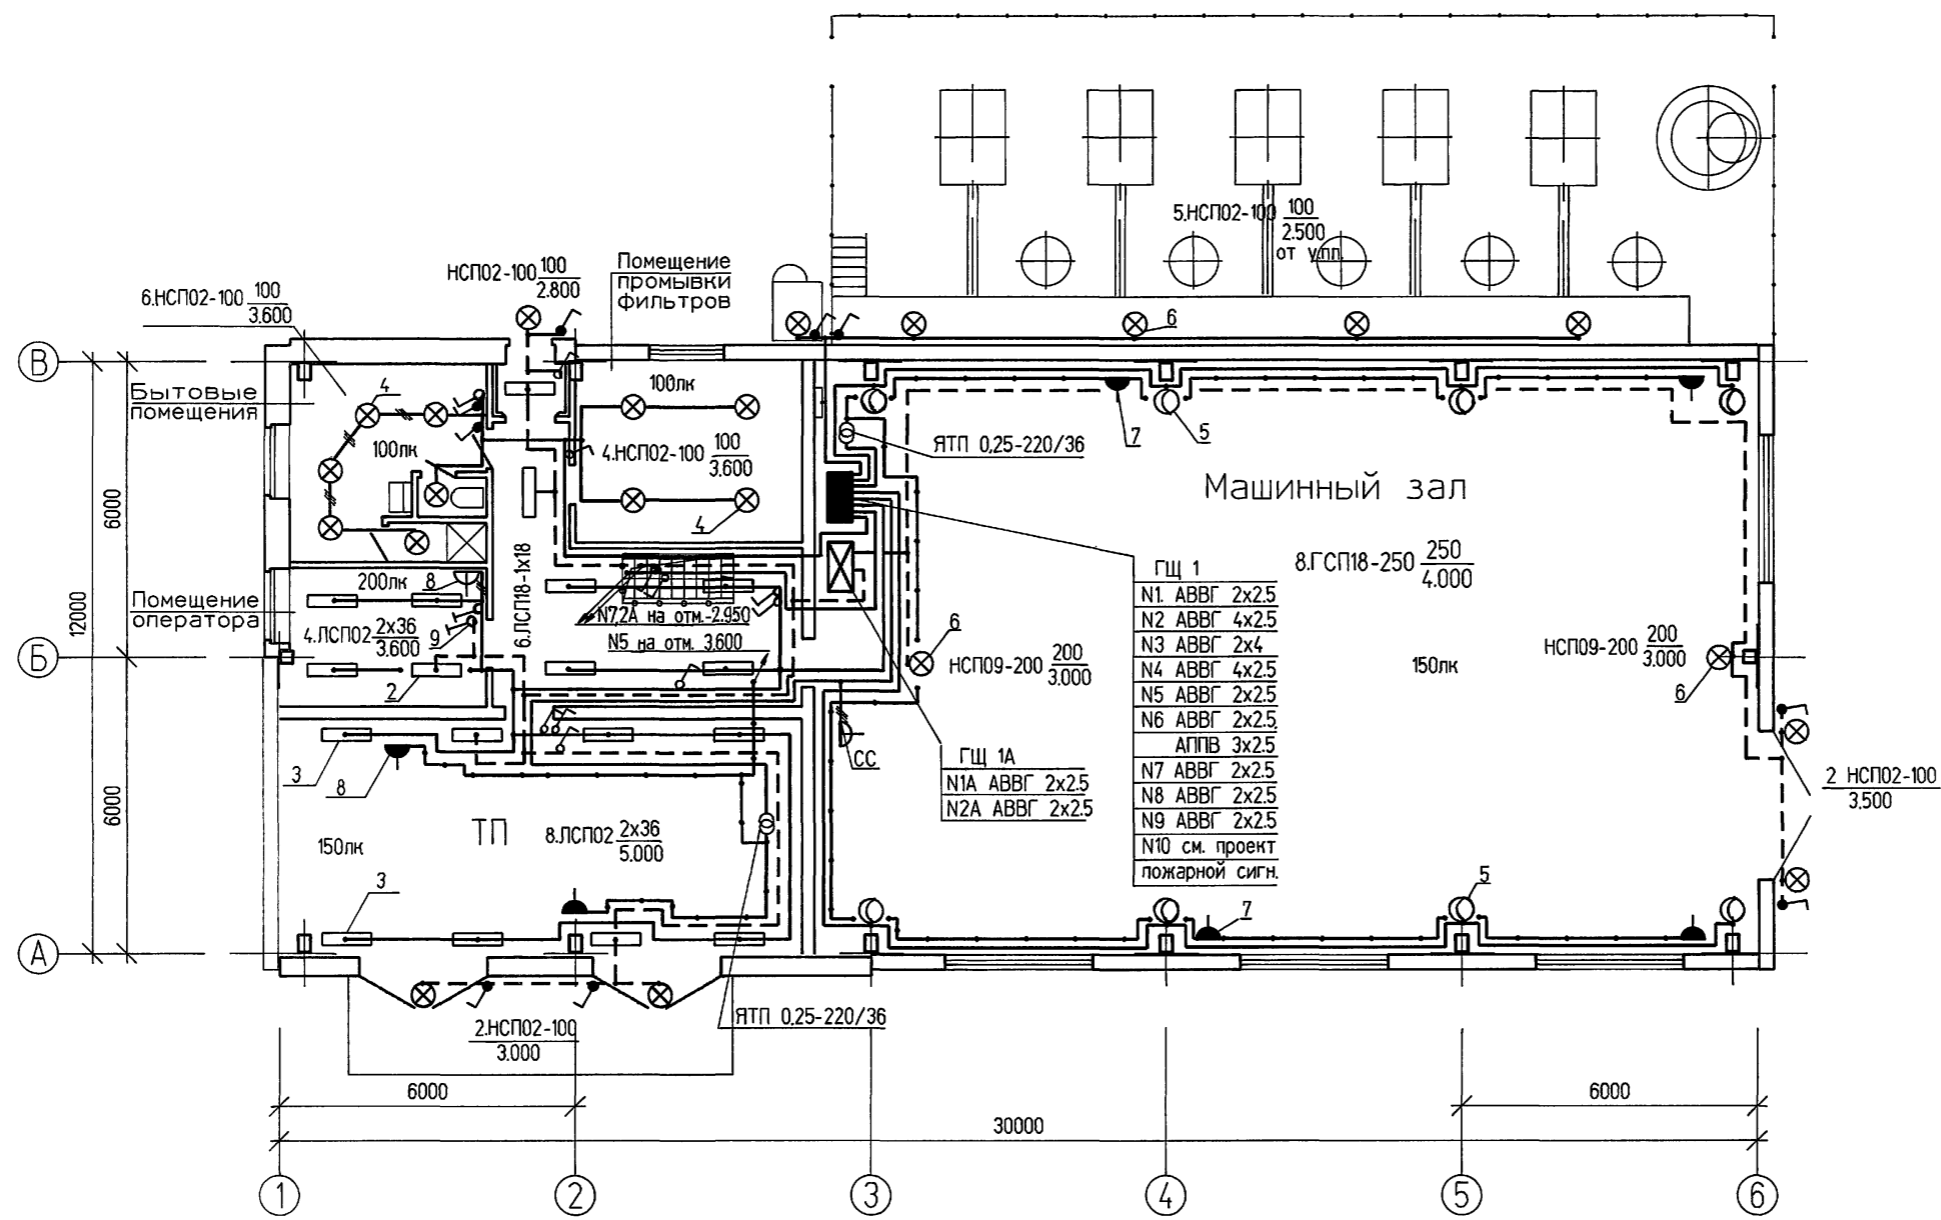 5.НСП02-100 100
2.500
от у.пл.
НСП02-100 100
2.800
Помещение
промывки
фильтров
6.НСП02-100 100
3.600
6
В
Бытовые
помещения
4
100лк
100лк
4.НСП02-100 100
3.600
4
7
5
ЯТП 0,25-220/36
Машинный зал
8.ГСП18-250 250
4.000
6000
12000
200лк
8
6.ЛСП18-1х18
Помещение
оператора
4.ЛСП02 2х36
3.600
9
2
N7,2А на отм.-2.950
N5 на отм. 3.600
Б
6
НСП09-200 200
3.000
150лк
НСП09-200 200
3.000
6
ГЩ 1
N1. АВВГ 2х2.5
N2 АВВГ 4х2.5
N3 АВВГ 2х4
N4 АВВГ 4х2.5
N5 АВВГ 2х2.5
N6 АВВГ 2х2.5
АППВ 3х2.5
N7 АВВГ 2х2.5
N8 АВВГ 2х2.5
N9 АВВГ 2х2.5
N10 см. проект
пожарной сигн.
ГЩ 1А
N1А АВВГ 2х2.5
N2А АВВГ 2х2.5
СС
3
8
2 НСП02-100
3.500
6000
ТП
8.ЛСП02 2х36
5.000
150лк
3
5
7
А
2.НСП02-100
3.000
ЯТП 0,25-220/36
6000
6000
30000
1
2
3
4
5
6